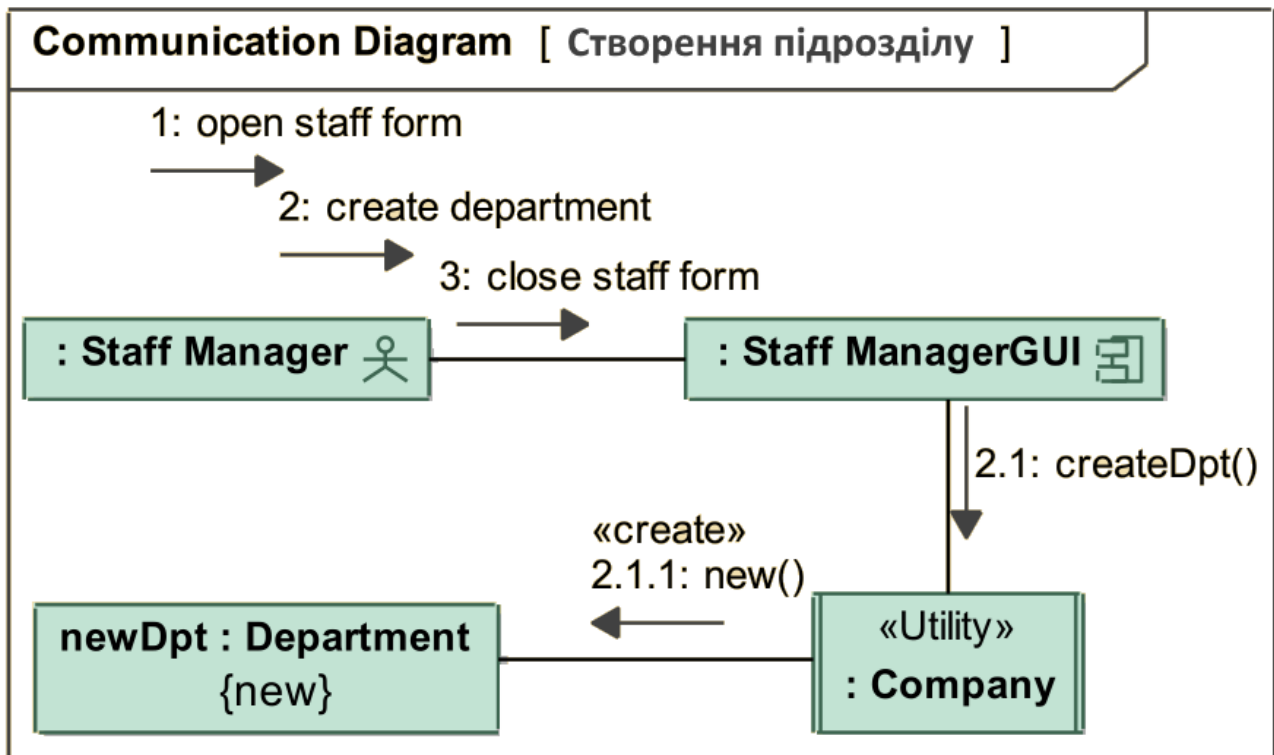 Communication Diagram [ Створення підрозділу ]
1: open staff form
2: create department
3: close staff form
: Staff Manager
: Staff ManagerGUI
2.1: createDpt()
«create»
2.1.1: new()
newDpt : Department
{new}
«Utility»
: Company